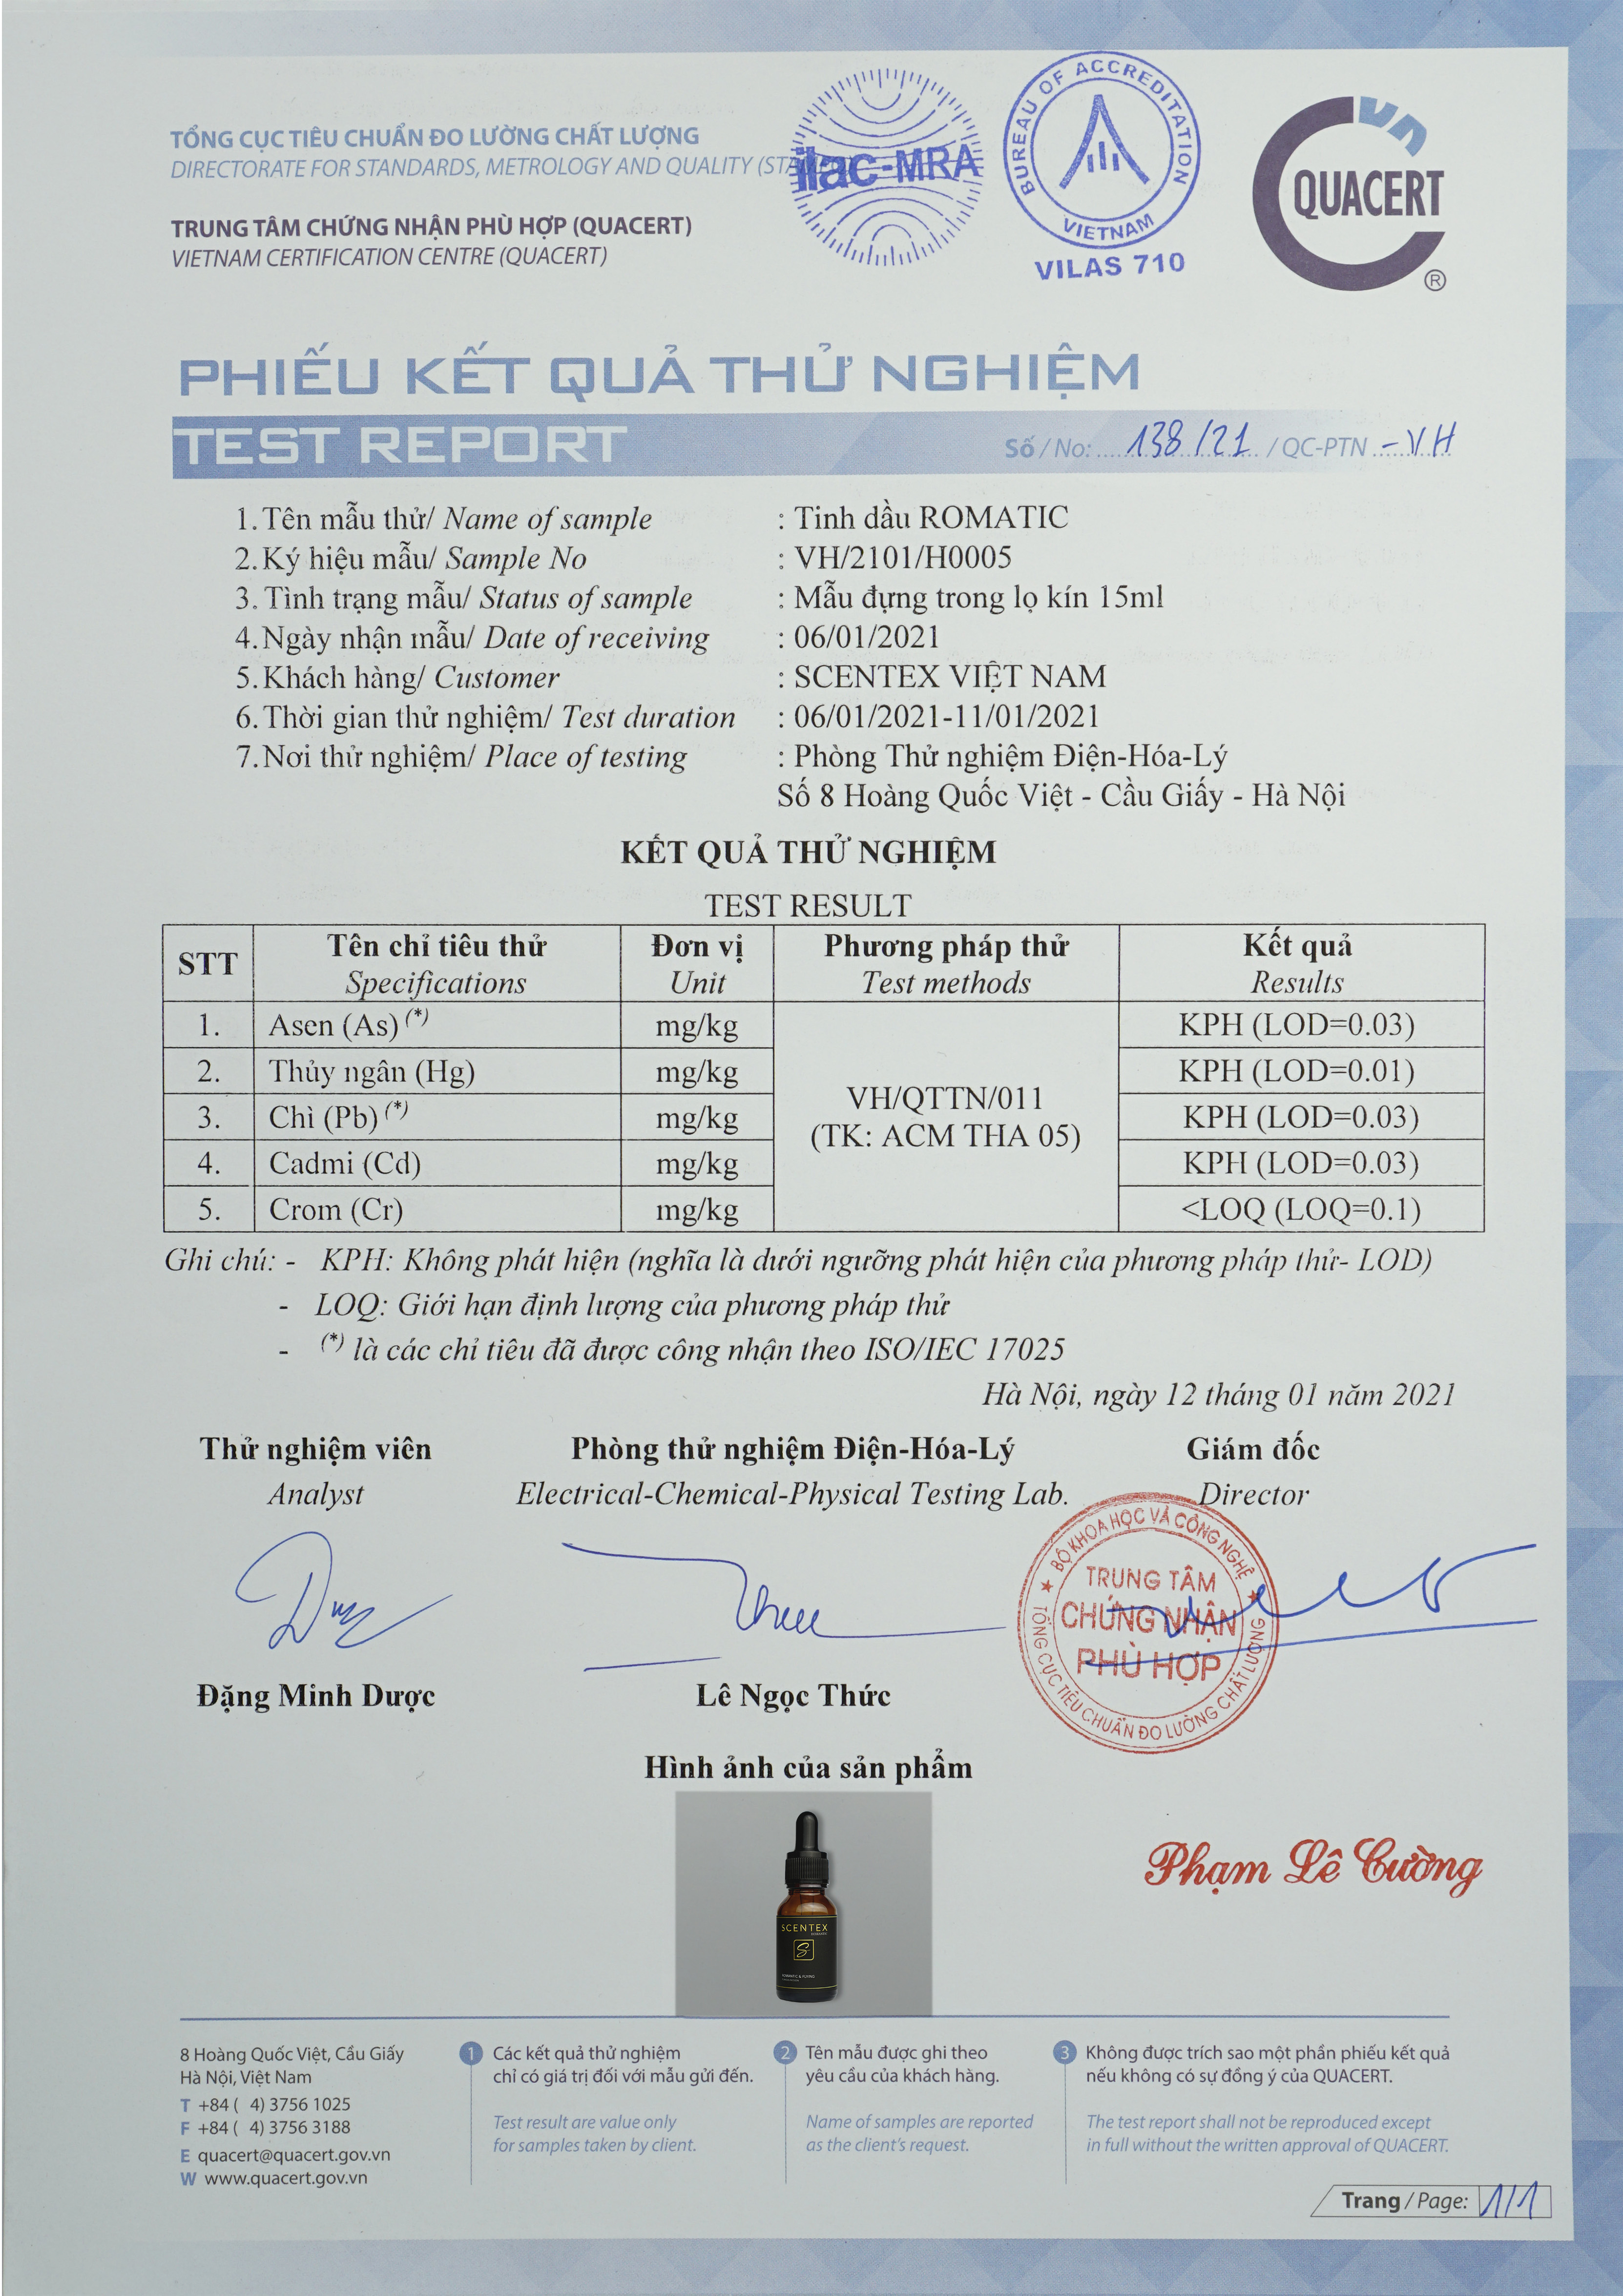 TỔNG CỤC TIÊU CHUẨN ĐO LƯỜNG CHẤT LƯỢNG
DIRECTORATE FOR STANDARDS, METROLOGY AND QUALITY
TRUNG TÂM CHỨNG NHẬN PHÙ HỢP (QUACERT)
VIETNAM CERTIFICATION CENTRE (QUACERT)
ilac-MRA
BUREAU OF ACCREDITATION
VIETNAM
VILAS 710
vn
QUACERT
®
PHIẾU KẾT QUẢ THỬ NGHIỆM
TEST REPORT
Số / No: 138/21 / QC-PTN -VH
1. Tên mẫu thử/ Name of sample : Tinh dầu ROMATIC
2. Ký hiệu mẫu/ Sample No : VH/2101/H0005
3. Tình trạng mẫu/ Status of sample : Mẫu đựng trong lọ kín 15ml
4. Ngày nhận mẫu/ Date of receiving : 06/01/2021
5. Khách hàng/ Customer : SCENTEX VIỆT NAM
6. Thời gian thử nghiệm/ Test duration : 06/01/2021-11/01/2021
7. Nơi thử nghiệm/ Place of testing : Phòng Thử nghiệm Điện-Hóa-Lý
Số 8 Hoàng Quốc Việt - Cầu Giấy - Hà Nội
KẾT QUẢ THỬ NGHIỆM
TEST RESULT
STT Tên chỉ tiêu thử Đơn vị Phương pháp thử Kết quả
Specifications Unit Test methods Results
1. Asen (As) (*) mg/kg KPH (LOD=0.03)
2. Thủy ngân (Hg) mg/kg KPH (LOD=0.01)
VH/QTTN/011
3. Chì (Pb) (*) mg/kg KPH (LOD=0.03)
(TK: ACM THA 05)
4. Cadmi (Cd) mg/kg KPH (LOD=0.03)
5. Crom (Cr) mg/kg <LOQ (LOQ=0.1)
Ghi chú: - KPH: Không phát hiện (nghĩa là dưới ngưỡng phát hiện của phương pháp thử- LOD)
- LOQ: Giới hạn định lượng của phương pháp thử
- (*) là các chỉ tiêu đã được công nhận theo ISO/IEC 17025
Hà Nội, ngày 12 tháng 01 năm 2021
Thử nghiệm viên Phòng thử nghiệm Điện-Hóa-Lý Giám đốc
Analyst Electrical-Chemical-Physical Testing Lab. Director
BỘ KHOA HỌC VÀ CÔNG NGHỆ
TRUNG TÂM
CHỨNG NHẬN
PHÙ HỢP
TỔNG CỤC TIÊU CHUẨN ĐO LƯỜNG CHẤT LƯỢNG
Đặng Minh Dược Lê Ngọc Thức
Hình ảnh của sản phẩm
Phạm Lê Cường
SCENTEX
S
8 Hoàng Quốc Việt, Cầu Giấy
Hà Nội, Việt Nam
T +84 ( 4) 3756 1025
F +84 ( 4) 3756 3188
E quacert@quacert.gov.vn
W www.quacert.gov.vn
1 Các kết quả thử nghiệm
chỉ có giá trị đối với mẫu gửi đến.
Test result are value only
for samples taken by client.
2 Tên mẫu được ghi theo
yêu cầu của khách hàng.
Name of samples are reported
as the client's request.
3 Không được trích sao một phần phiếu kết quả
nếu không có sự đồng ý của QUACERT.
The test report shall not be reproduced except
in full without the written approval of QUACERT.
Trang / Page: 1/1